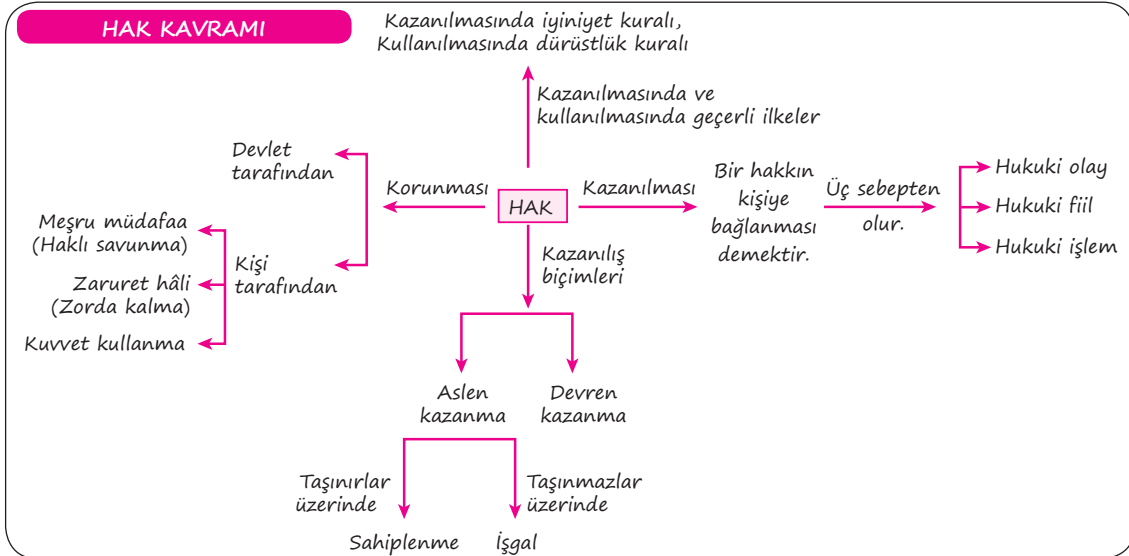 HAK KAVRAMI
Kazanılmasında iyiniyet kuralı,
Kullanılmasında dürüstlük kuralı
Kazanılmasında ve
kullanılmasında geçerli ilkeler
Devlet
tarafından
Korunması
HAK
Kazanılması
Bir hakkın
kişiye
bağlanması
demektir.
Üç sebepten
olur.
Hukuki olay
Hukuki fiil
Hukuki işlem
Meşru müdafaa
(Haklı savunma)
Zaruret hâli
(Zorda kalma)
Kuvvet kullanma
Kişi
tarafından
Kazanılış
biçimleri
Aslen
kazanma
Devren
kazanma
Taşınırlar
üzerinde
Taşınmazlar
üzerinde
Sahiplenme
İşgal